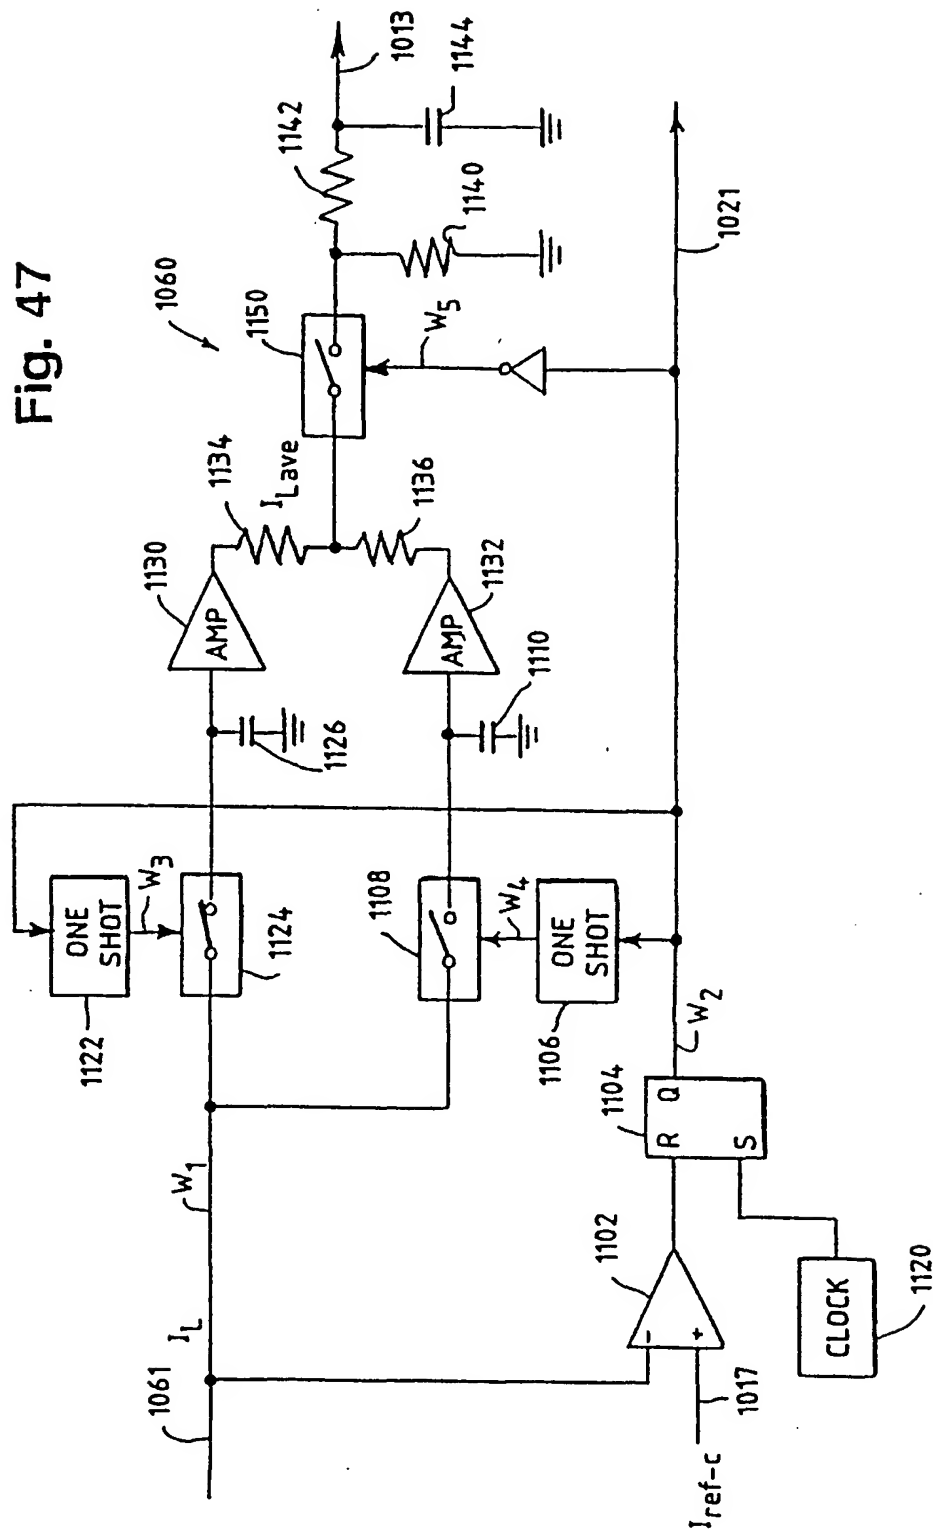 Fig. 47
1060
1122
ONE
SHOT
W3
1124
1126
1130
AMP
1134
ILave
1150
1142
1013
1144
1140
1061
IL
W1
1108
W4
ONE
SHOT
1106
1110
AMP
1132
1136
W5
1021
Iref-c
1017
-
+
1102
1104
R
S
Q
W2
CLOCK
1120